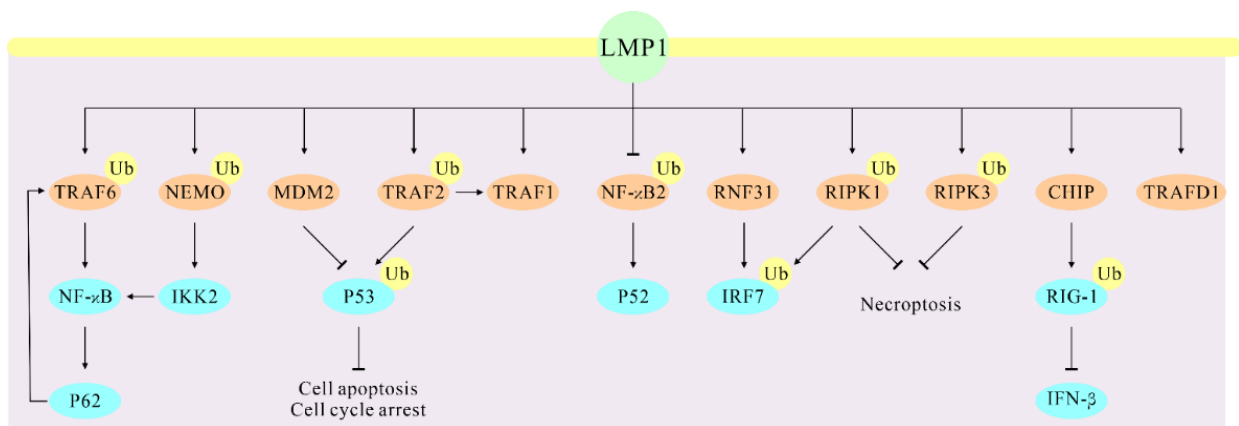 LMP1
Ub Ub Ub Ub Ub Ub
TRAF6 NEMO MDM2 TRAF2 TRAF1 NF-κB2 RNF31 RIPK1 RIPK3 CHIP TRAFD1
Ub Ub Ub
NF-κB IKK2 P53 P52 IRF7 Necroptosis RIG-1
P62 Cell apoptosis IFN-β
Cell cycle arrest